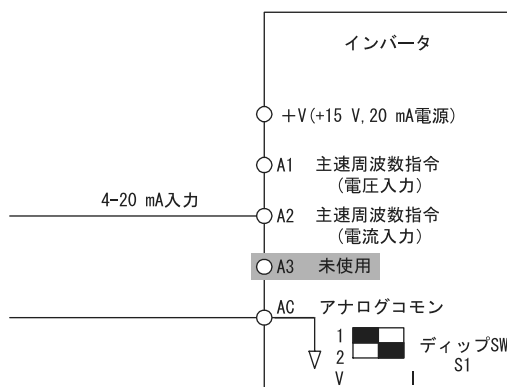 インバータ
+V(+15 V, 20 mA電源)
A1 主速周波数指令
(電圧入力)
4-20 mA入力
A2 主速周波数指令
(電流入力)
A3 未使用
AC アナログコモン
1
2
ディップSW
S1
V I